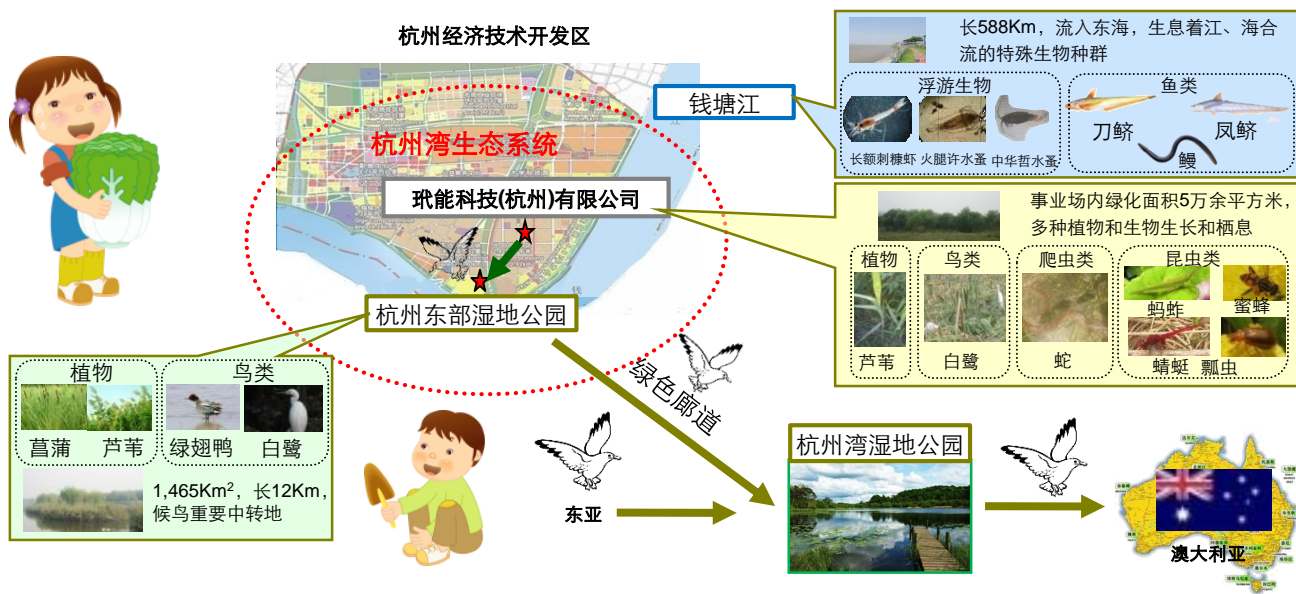 杭州经济技术开发区
杭州湾生态系统
玳能科技(杭州)有限公司
杭州东部湿地公园
钱塘江
长588Km，流入东海，生息着江、海合
流的特殊生物种群
浮游生物
长额刺糠虾 火腿许水蚤 中华哲水蚤
鱼类
刀鲚
凤鲚
鳗
事业场内绿化面积5万余平方米，
多种植物和生物生长和栖息
植物
芦苇
鸟类
白鹭
爬虫类
蛇
昆虫类
蚂蚱
蜜蜂
蜻蜓
瓢虫
植物
菖蒲
芦苇
鸟类
绿翅鸭
白鹭
1,465Km²，长12Km，
候鸟重要中转地
绿色廊道
东亚
杭州湾湿地公园
澳大利亚